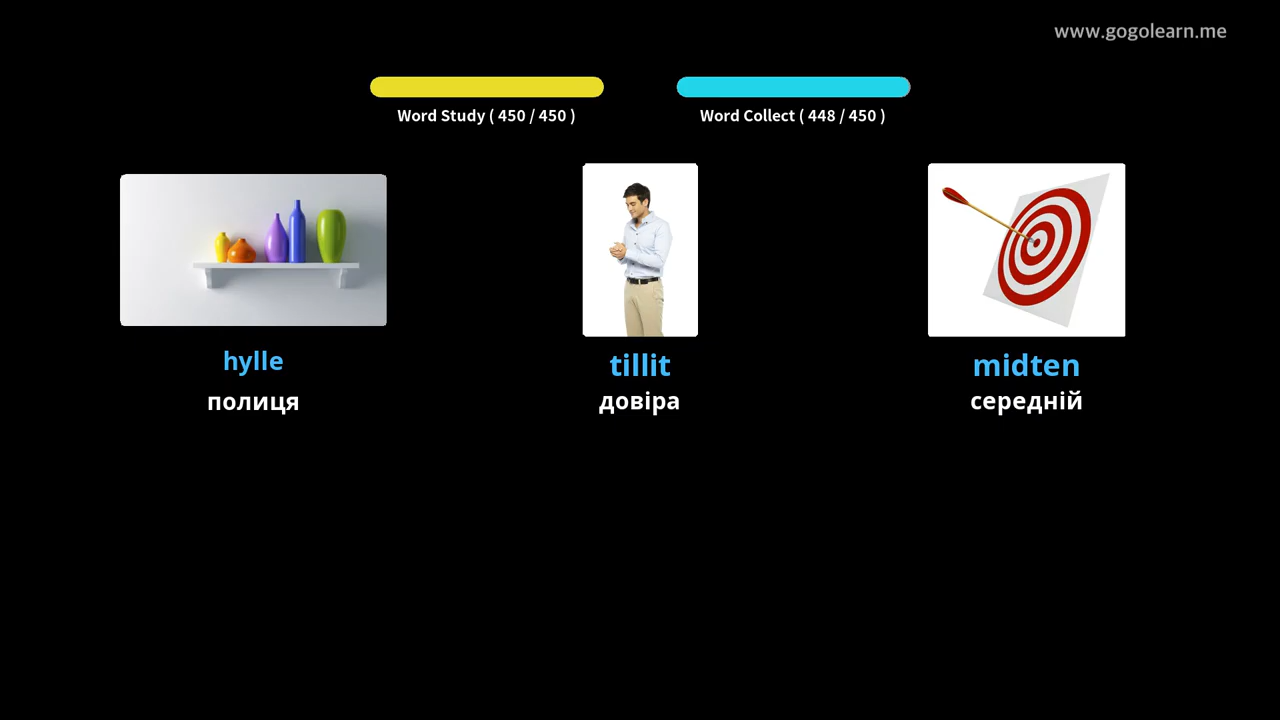 www.gogolearn.me
Word Study ( 450 / 450 )
Word Collect ( 448 / 450 )
hylle
tillit
midten
полиця
довіра
середній